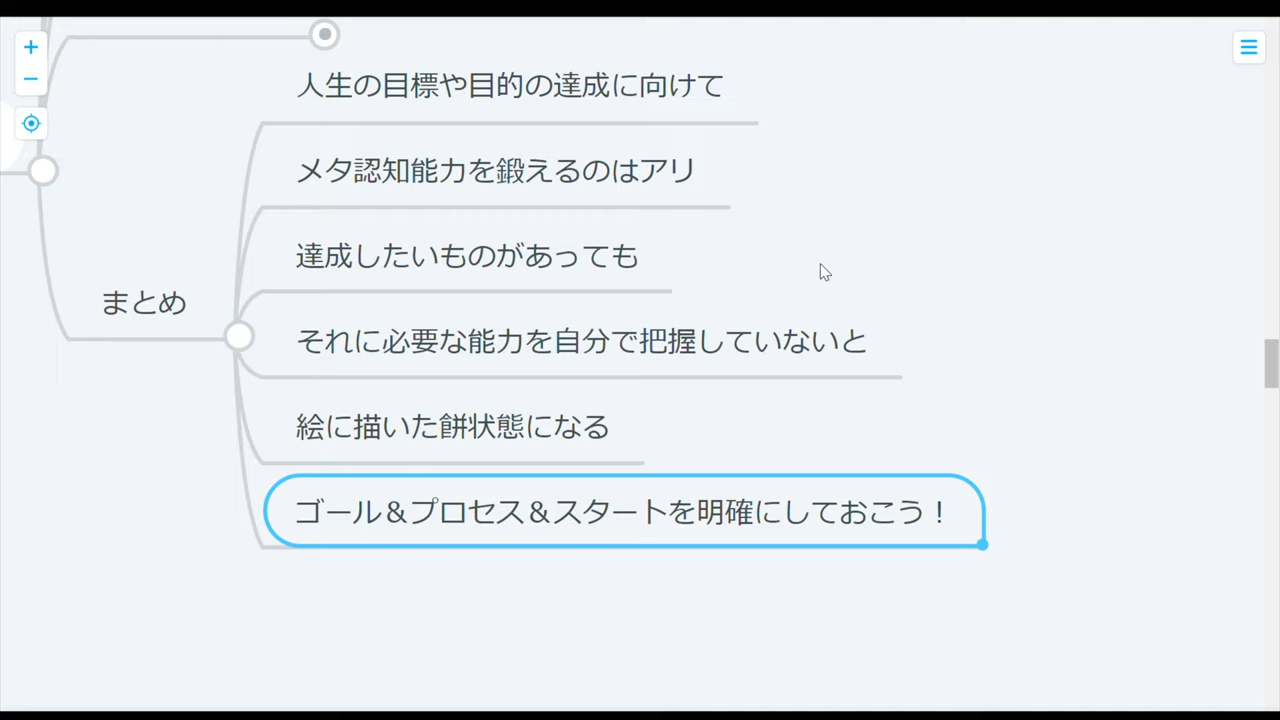 人生の目標や目的の達成に向けて
メタ認知能力を鍛えるのはアリ
達成したいものがあっても
まとめ
それに必要な能力を自分で把握していないと
絵に描いた餅状態になる
ゴール＆プロセス＆スタートを明確にしておこう！